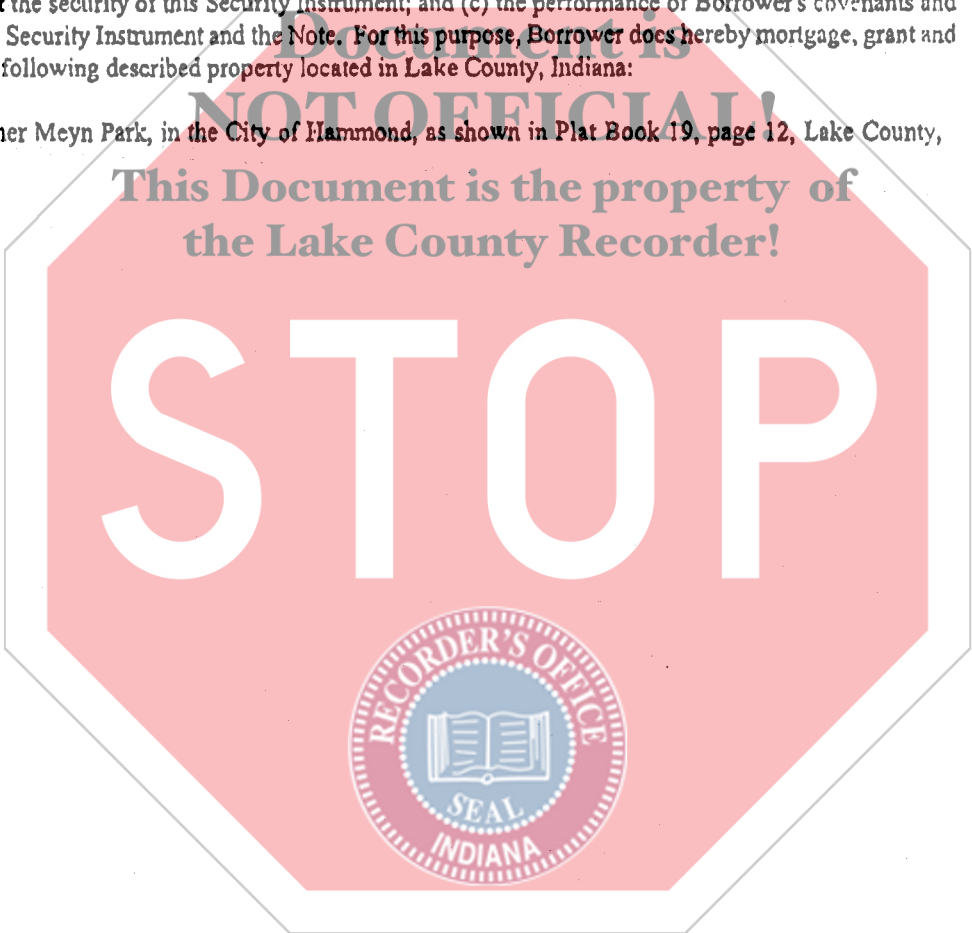 the security of this Security Instrument; and (c) the performance of Borrower's covenants and
Document is
Security Instrument and the Note. For this purpose, Borrower does hereby mortgage, grant and
following described property located in Lake County, Indiana:
NOT OFFICIAL!
er Meyn Park, in the City of Hammond, as shown in Plat Book 19, page 12, Lake County,
This Document is the property of
the Lake County Recorder!
STOP
RECORDER'S OFFICE
SEAL
INDIANA